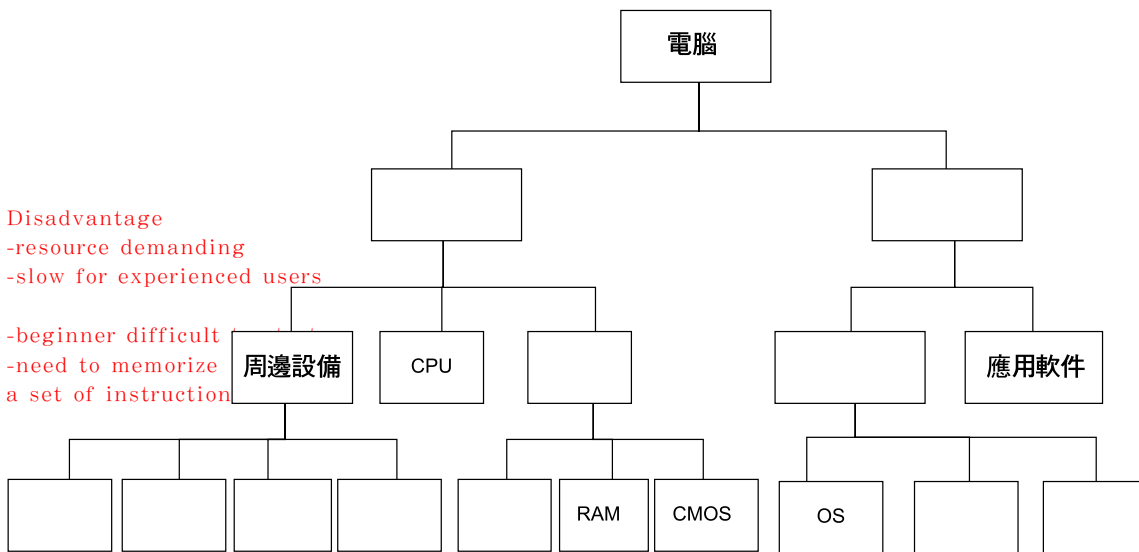 電腦
Disadvantage
-resource demanding
-slow for experienced users
-beginner difficult
-need to memorize
a set of instruction
周邊設備
CPU
應用軟件
RAM
CMOS
OS